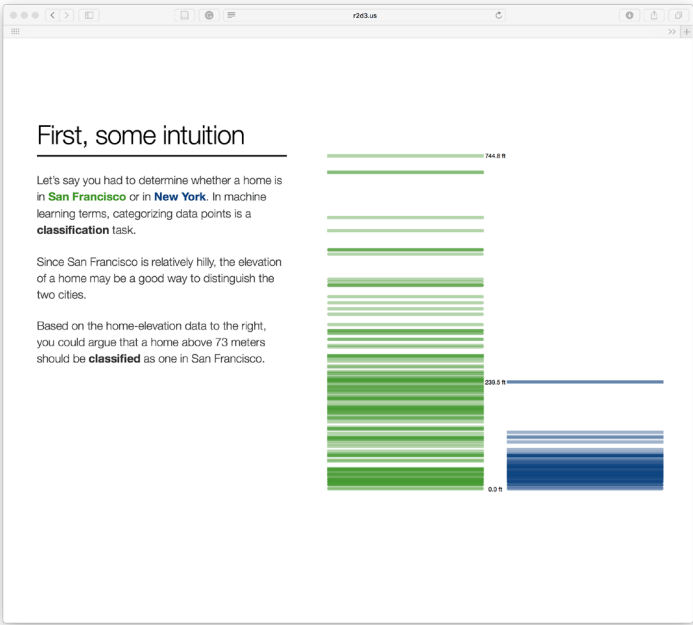 r2d3.us
First, some intuition
Let's say you had to determine whether a home is
in San Francisco or in New York. In machine
learning terms, categorizing data points is a
classification task.
Since San Francisco is relatively hilly, the elevation
of a home may be a good way to distinguish the
two cities.
Based on the home-elevation data to the right,
you could argue that a home above 73 meters
should be classified as one in San Francisco.
744.8 ft
239.5 ft
0.0 ft